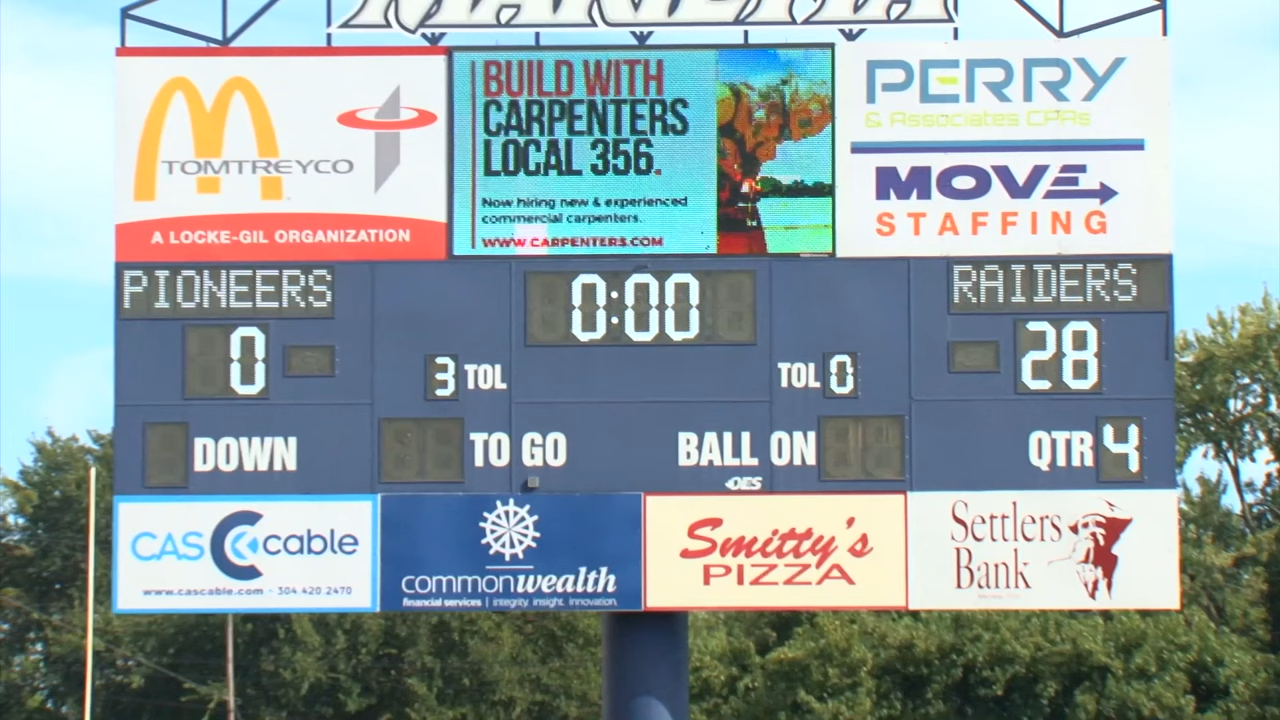 MARIETTA
TOMTREYCO
A LOCKE-GIL ORGANIZATION
BUILD WITH
CARPENTERS
LOCAL 356.
Now hiring new & experienced
commercial carpenters.
WWW.CARPENTERS.COM
PERRY
& Associates CPAs
MOVE
STAFFING
PIONEERS
0:00
RAIDERS
0
28
3 TOL
TOL 0
DOWN
TO GO
BALL ON
QTR 4
OES
CAS cable
www.cascable.com - 304 420 2470
commonwealth
financial services | integrity. insight. innovation.
Smitty's
PIZZA
Settlers
Bank